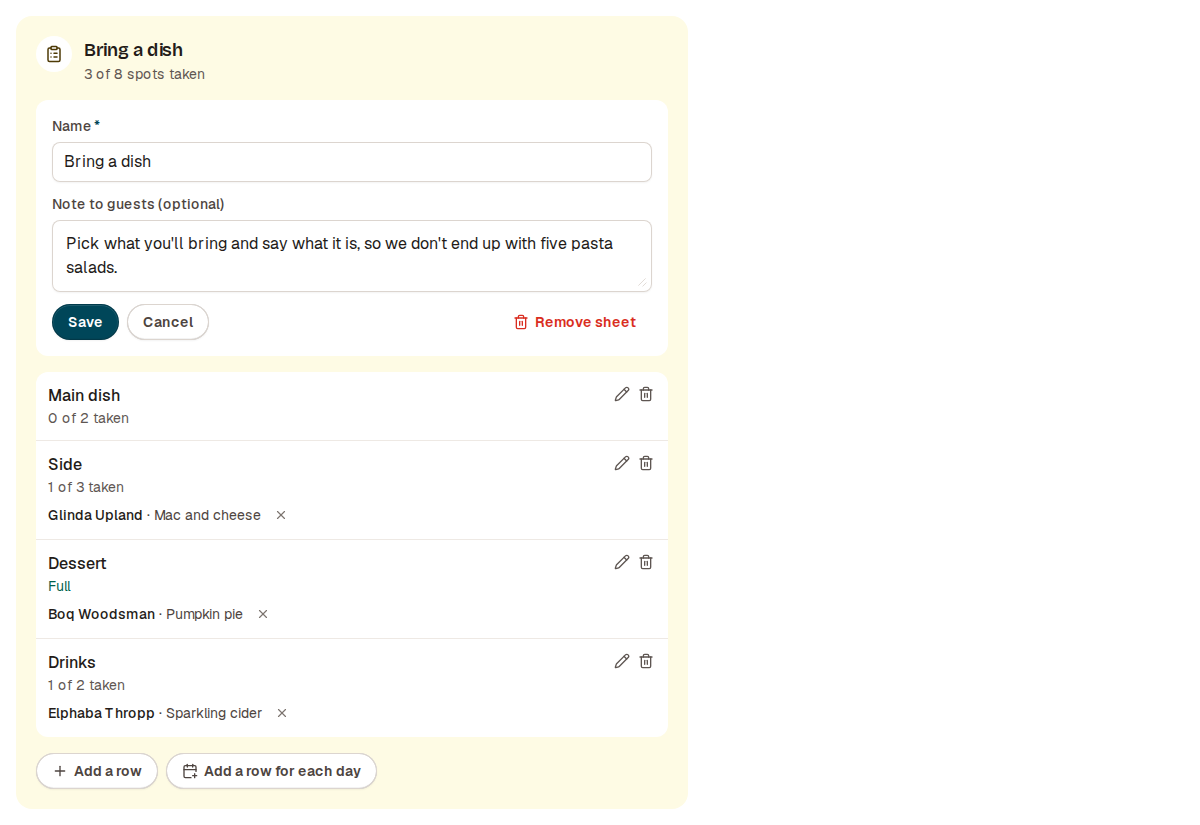 Bring a dish
3 of 8 spots taken
Name *
Bring a dish
Note to guests (optional)
Pick what you'll bring and say what it is, so we don't end up with five pasta
salads.
Save
Cancel
Remove sheet
Main dish
0 of 2 taken
Side
1 of 3 taken
Glinda Upland · Mac and cheese
Dessert
Full
Boq Woodsman · Pumpkin pie
Drinks
1 of 2 taken
Elphaba Thropp · Sparkling cider
Add a row
Add a row for each day